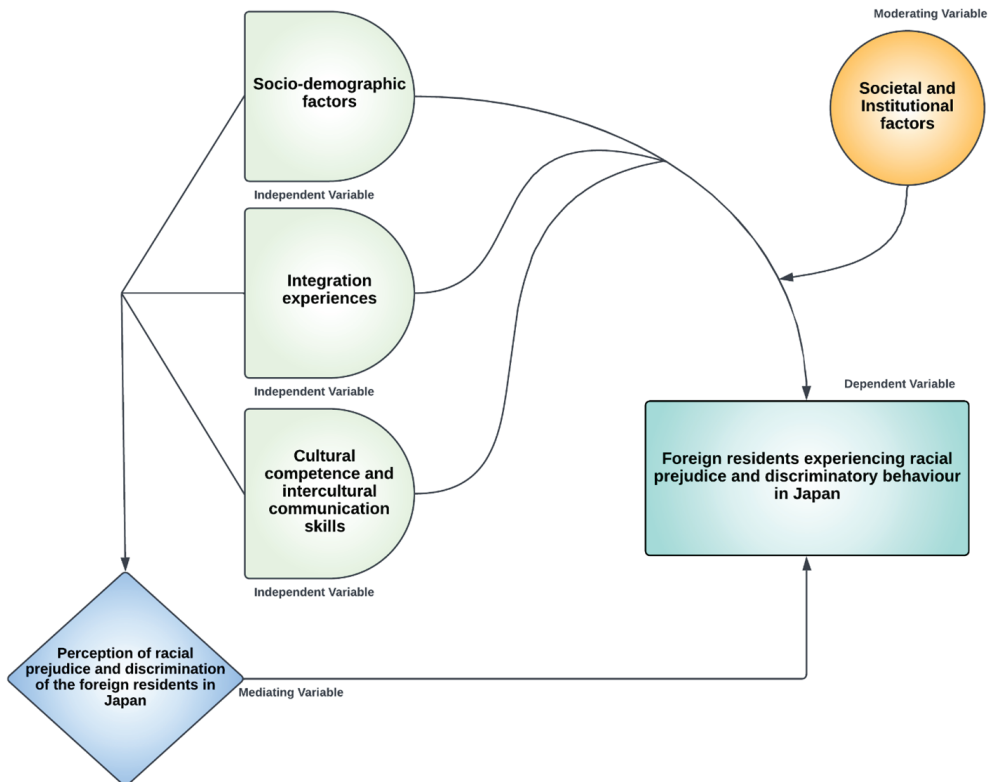 Moderating Variable
Socio-demographic
factors
Societal and
Institutional
factors
Independent Variable
Integration
experiences
Independent Variable
Dependent Variable
Cultural
competence and
intercultural
communication
skills
Foreign residents experiencing racial
prejudice and discriminatory behaviour
in Japan
Independent Variable
Perception of racial
prejudice and discrimination
of the foreign residents in
Japan
Mediating Variable